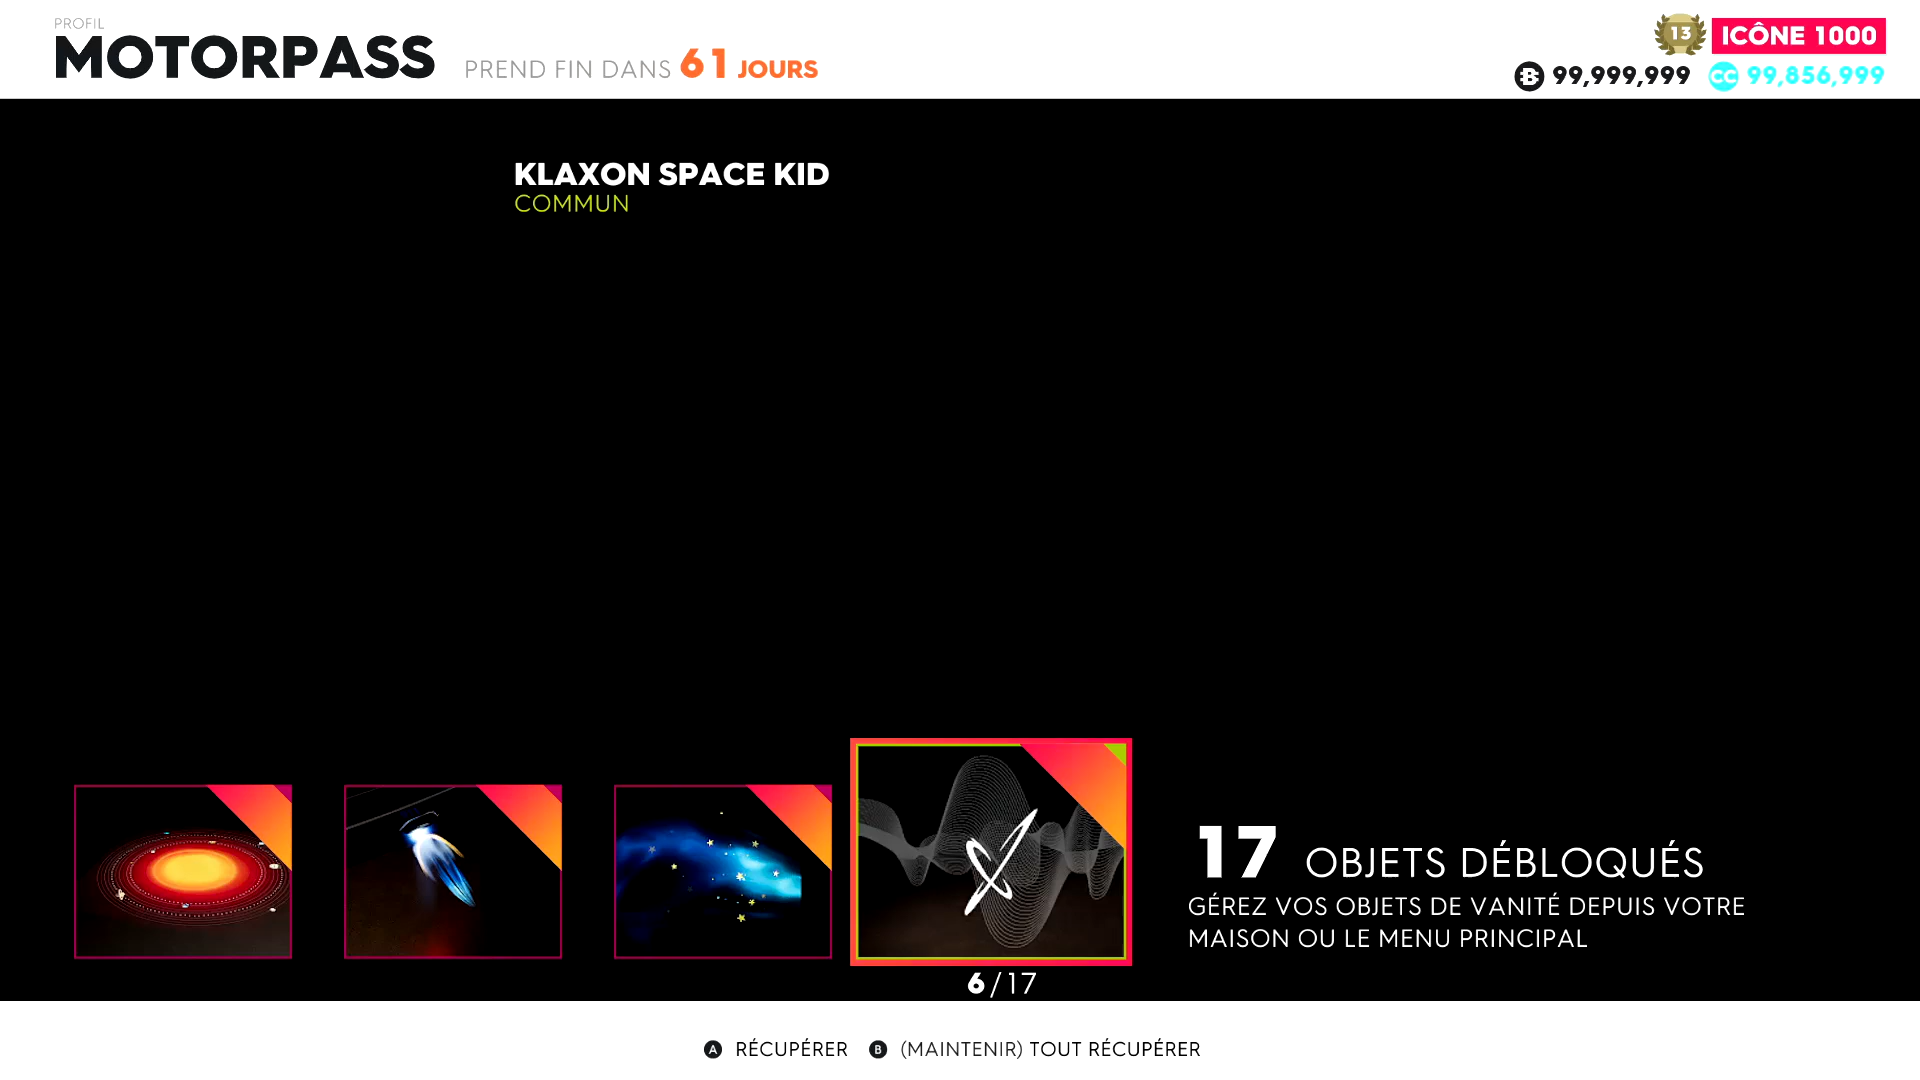 PROFIL
MOTORPASS PREND FIN DANS 61 JOURS
13 ICÔNE 1000
B 99,999,999 CC 99,856,999
KLAXON SPACE KID
COMMUN
17 OBJETS DÉBLOQUÉS
GÉREZ VOS OBJETS DE VANITÉ DEPUIS VOTRE
MAISON OU LE MENU PRINCIPAL
6/17
A RÉCUPÉRER B (MAINTENIR) TOUT RÉCUPÉRER